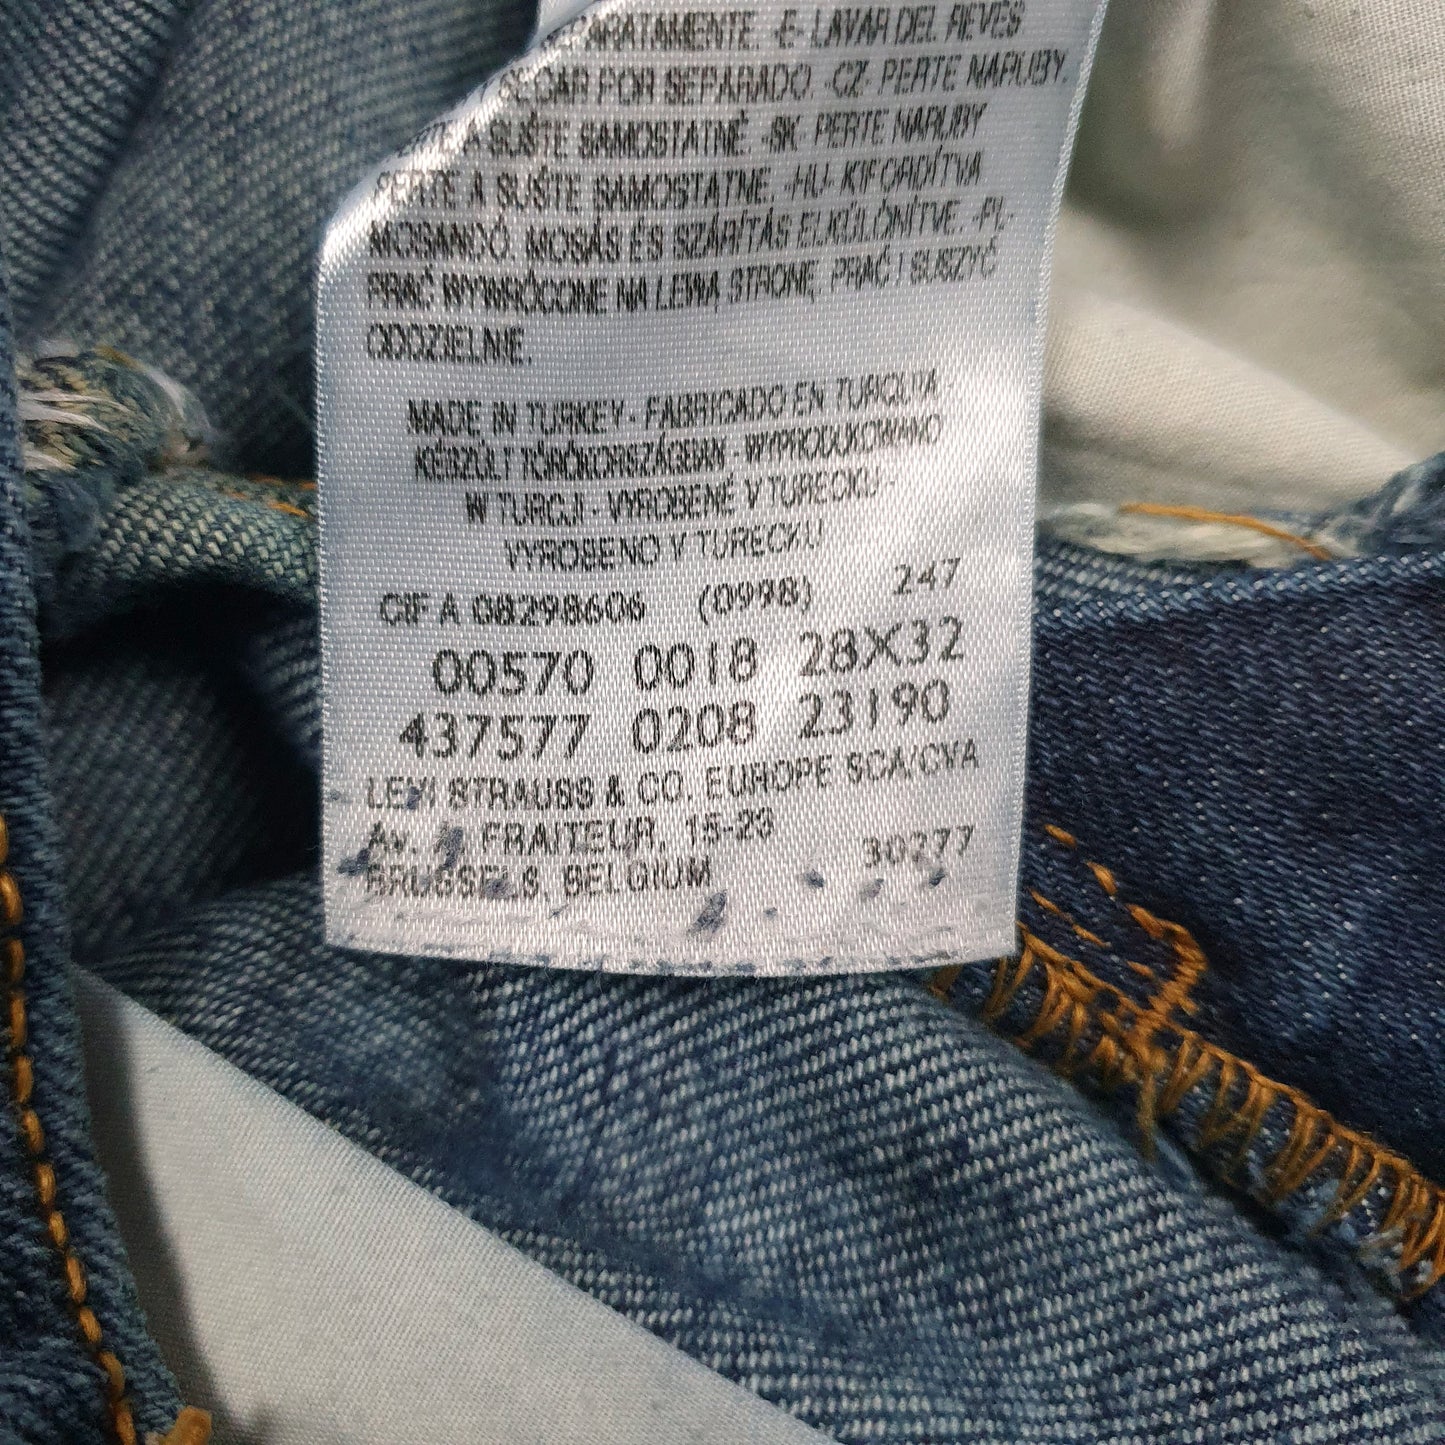 ARATAMENTE. -E- LAVAR DEL REVES
SECAR POR SEPARADO. -CZ- PERTE NARUBY.
A SUŠTE SAMOSTATNĚ. -SK- PERTE NARUBY
PERTE A SUŠTE SAMOSTATNE. -HU- KIFORDÍTVA
MOSANDÓ. MOSÁS ÉS SZÁRÍTÁS ELKÜLÖNÍTVE. -PL-
PRAĆ WYWRÓCONE NA LEWĄ STRONĘ, PRAĆ I SUSZYĆ
ODDZIELNIE.
MADE IN TURKEY - FABRICADO EN TURQUIA -
KÉSZÜLT TÖRÖKORSZÁGBAN - WYPRODUKOWANO
W TURCJI - VYROBENÉ V TURECKU -
VYROBENO V TURECKU
CIF A 08298606 (0998) 247
00570 0018 28X32
437577 0208 23190
LEVI STRAUSS & CO. EUROPE SCA/CVA
Av. A. FRAITEUR, 15-23
BRUSSELS, BELGIUM 30277